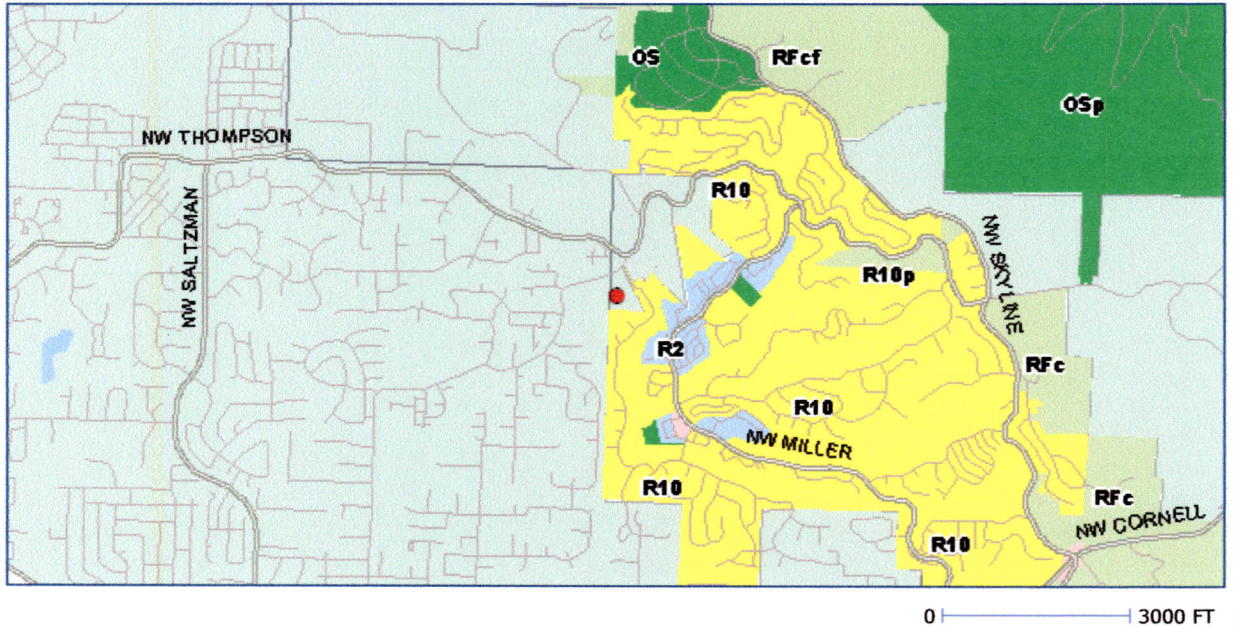 OS
RFcf
OSp
NW THOMPSON
R10
NW SALTZMAN
NW SKYLINE
R10p
R2
RFc
R10
NW MILLER
R10
RFc
NW CORNELL
R10
0 3000 FT